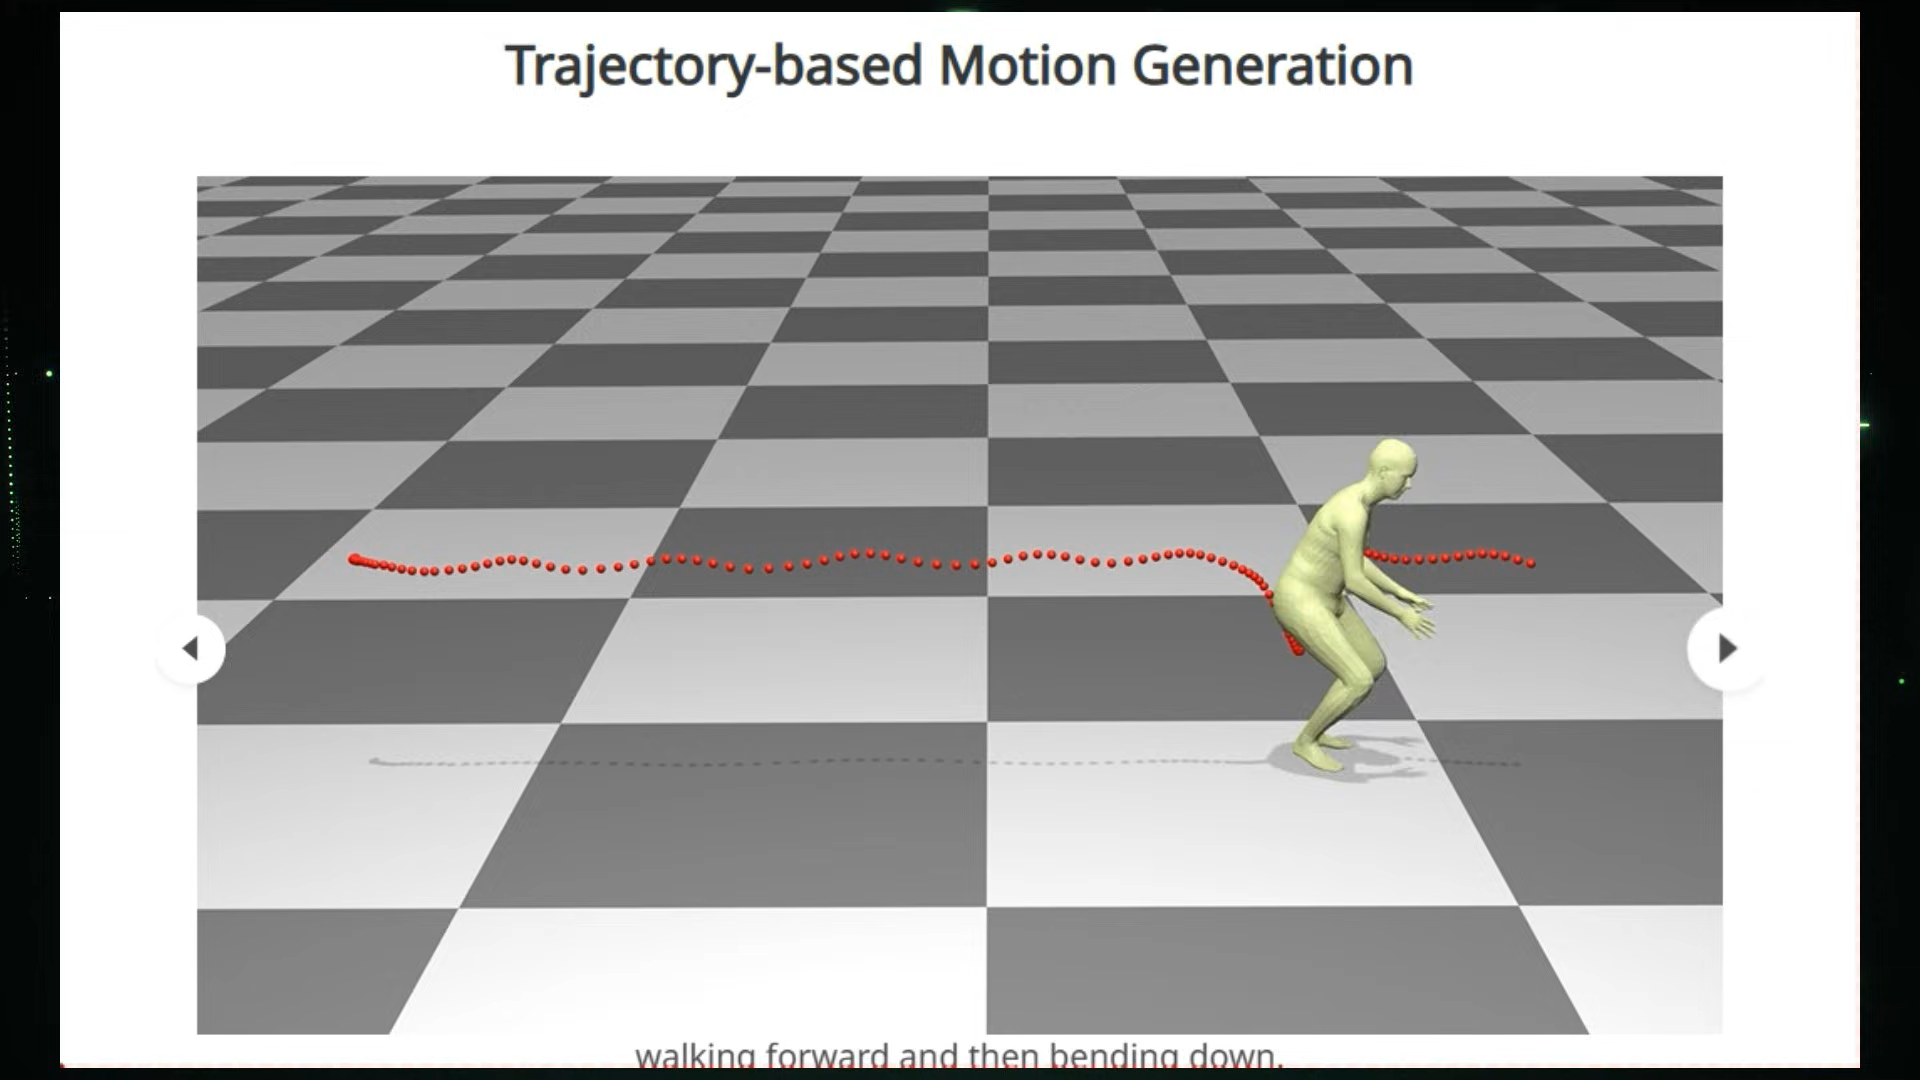 Trajectory-based Motion Generation
walking forward and then bending down.